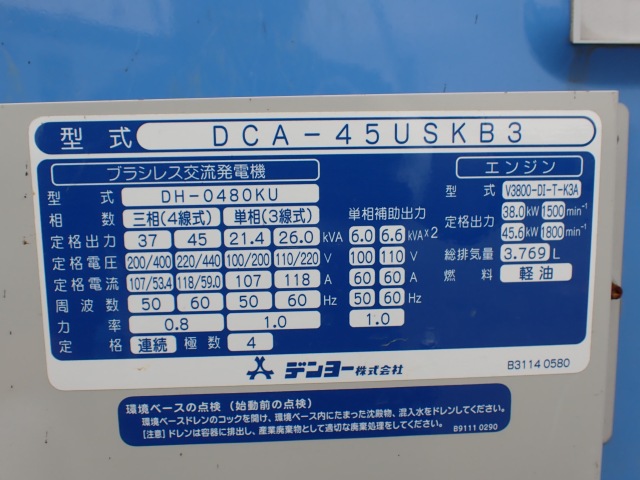 型式 DCA-45USKB3
ブラシレス交流発電機
型式 DH-0480KU
相数 三相(4線式) 単相(3線式) 単相補助出力
定格出力 37 45 21.4 26.0 kVA 6.0 6.6 kVA×2
定格電圧 200/400 220/440 100/200 110/220 V 100 110 V
定格電流 107/53.4 118/59.0 107 118 A 60 60 A
周波数 50 60 50 60 Hz 50 60 Hz
力率 0.8 1.0 1.0
定格 連続 極数 4
エンジン
型式 V3800-DI-T-K3A
定格出力 38.0 kW 1500 min⁻¹
45.6 kW 1800 min⁻¹
総排気量 3.769 L
燃料 軽油
デンヨー株式会社
B3114 0580
環境ベースの点検(始動前の点検)
環境ベースドレンのコックを開け、環境ベース内にたまった沈殿物、混入水をドレンしてください。
[注意]ドレンは容器に排出し、産業廃棄物として適切な廃棄処理をしてください。
B9111 0290